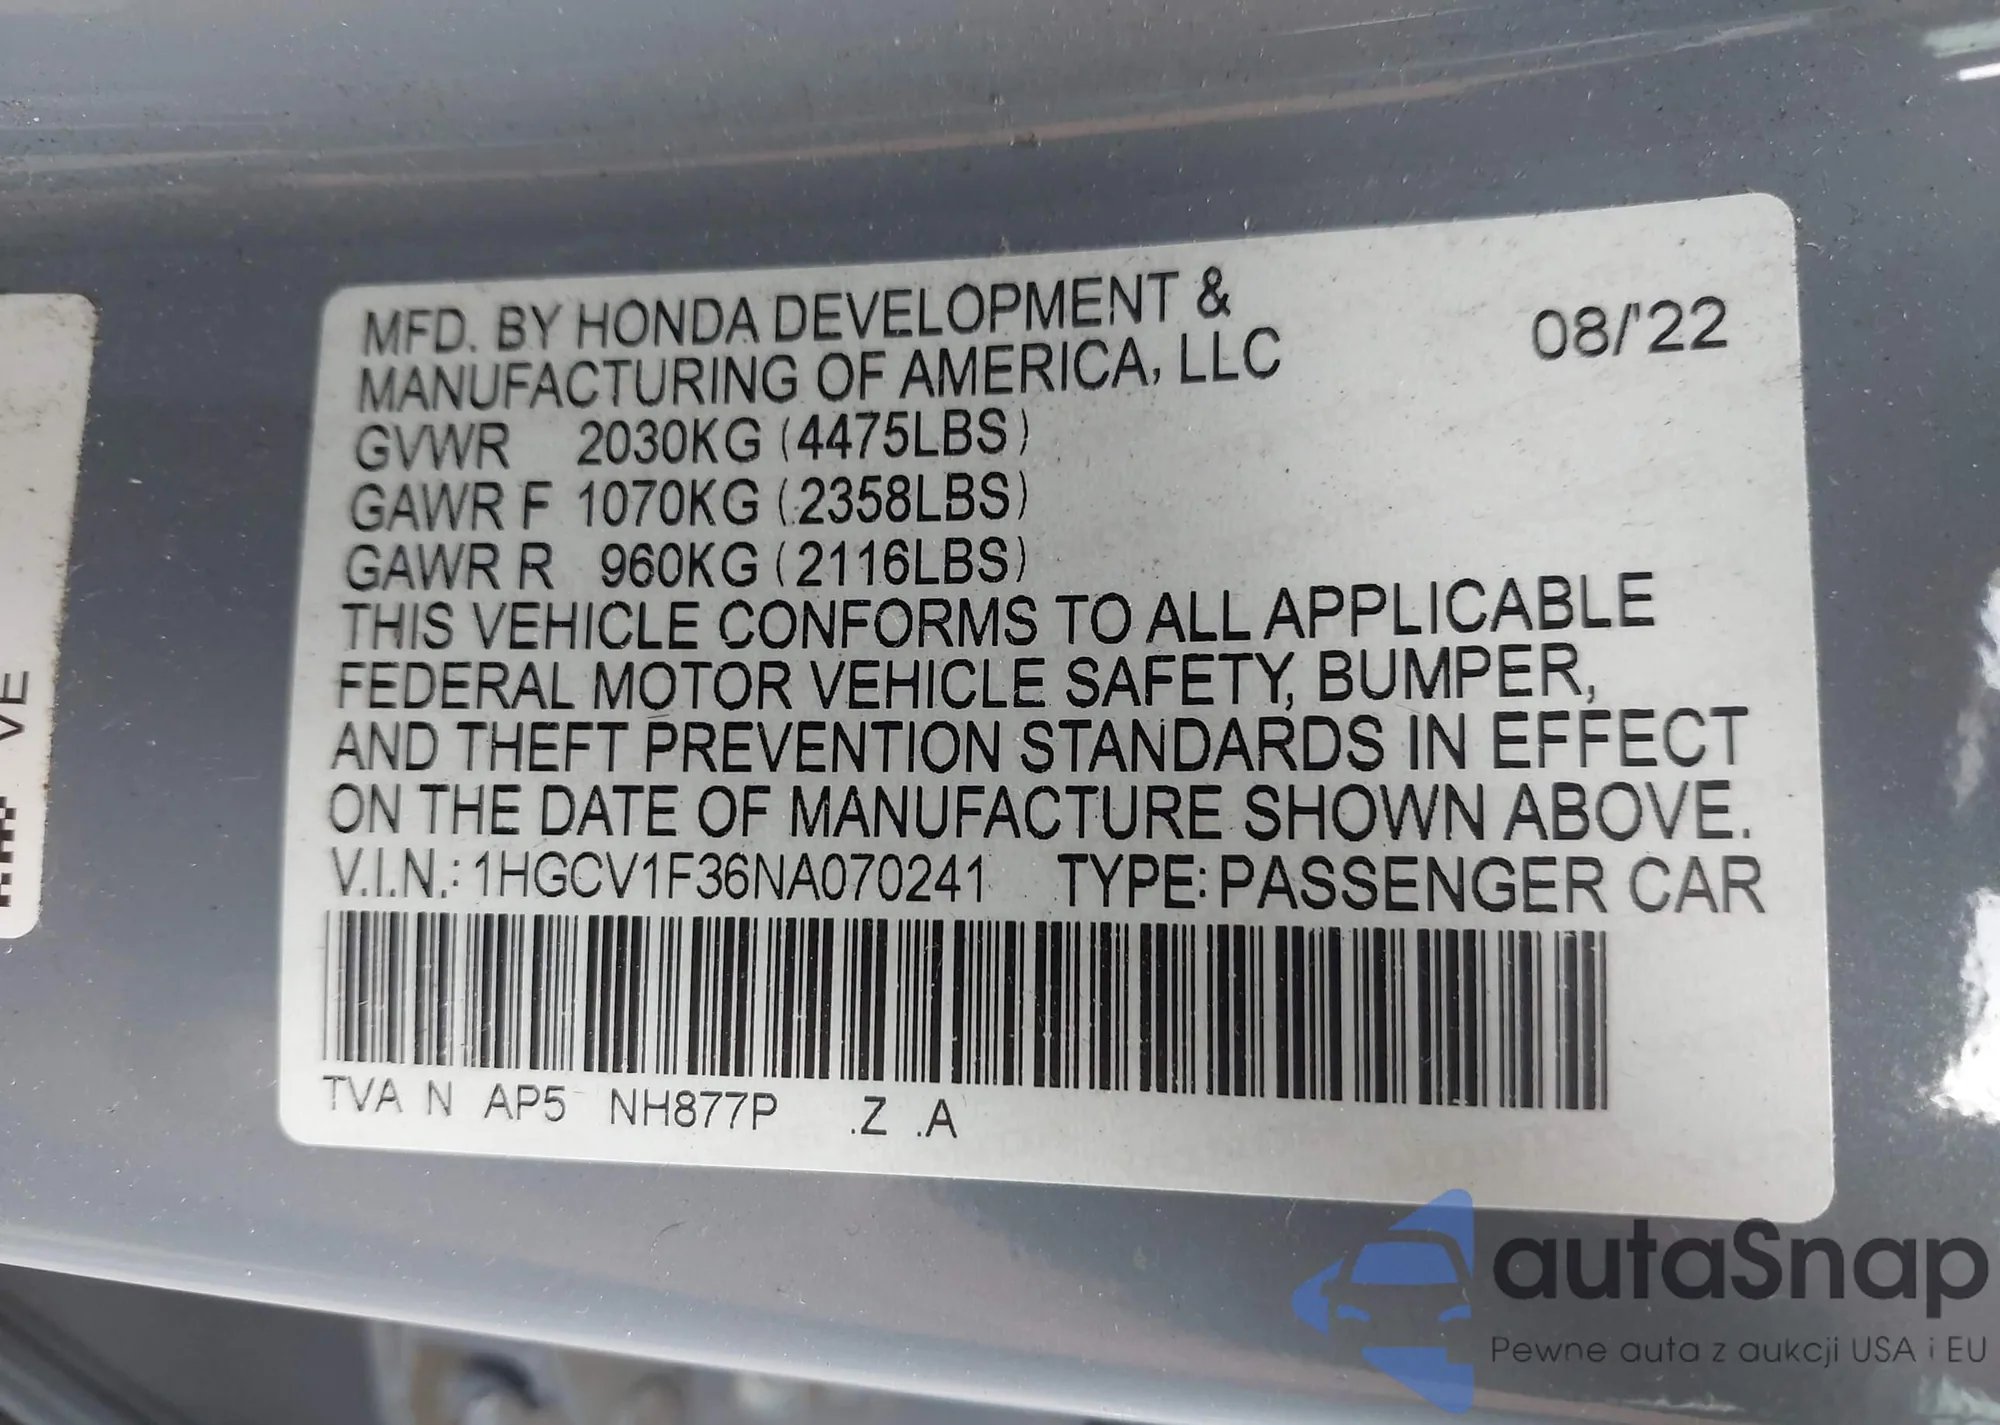 MFD. BY HONDA DEVELOPMENT &
MANUFACTURING OF AMERICA, LLC
08/'22
GVWR 2030KG (4475LBS)
GAWR F 1070KG (2358LBS)
GAWR R 960KG (2116LBS)
THIS VEHICLE CONFORMS TO ALL APPLICABLE
FEDERAL MOTOR VEHICLE SAFETY, BUMPER,
AND THEFT PREVENTION STANDARDS IN EFFECT
ON THE DATE OF MANUFACTURE SHOWN ABOVE.
V.I.N.: 1HGCV1F36NA070241 TYPE: PASSENGER CAR
TVA N AP5 NH877P .Z .A
VE
autaSnap
Pewne auta z aukcji USA i EU